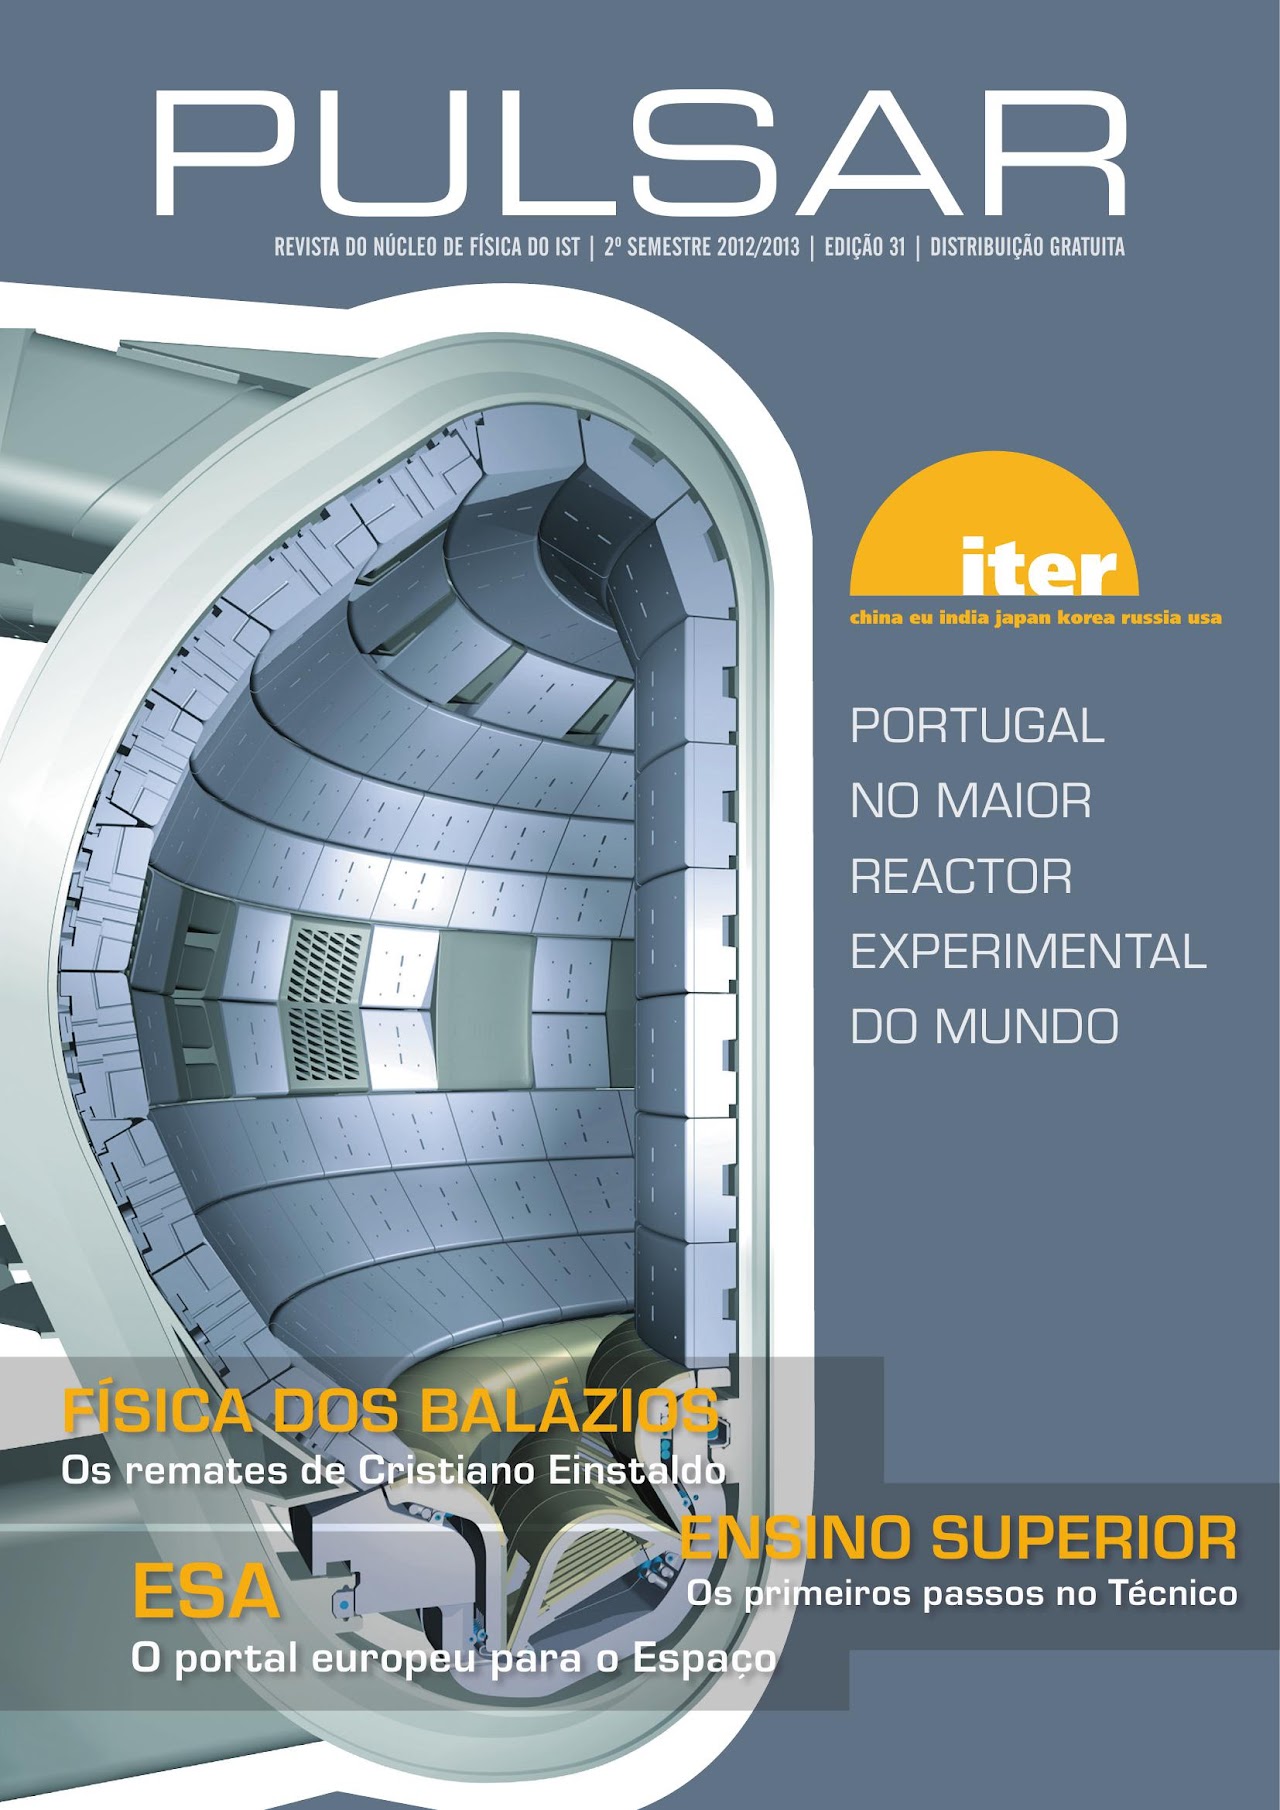 PULSAR
REVISTA DO NÚCLEO DE FÍSICA DO IST | 2º SEMESTRE 2012/2013 | EDIÇÃO 31 | DISTRIBUIÇÃO GRATUITA
iter
china eu india japan korea russia usa
PORTUGAL
NO MAIOR
REACTOR
EXPERIMENTAL
DO MUNDO
FÍSICA DOS BALÁZIOS
Os remates de Cristiano Einstaldo
ENSINO SUPERIOR
Os primeiros passos no Técnico
ESA
O portal europeu para o Espaço